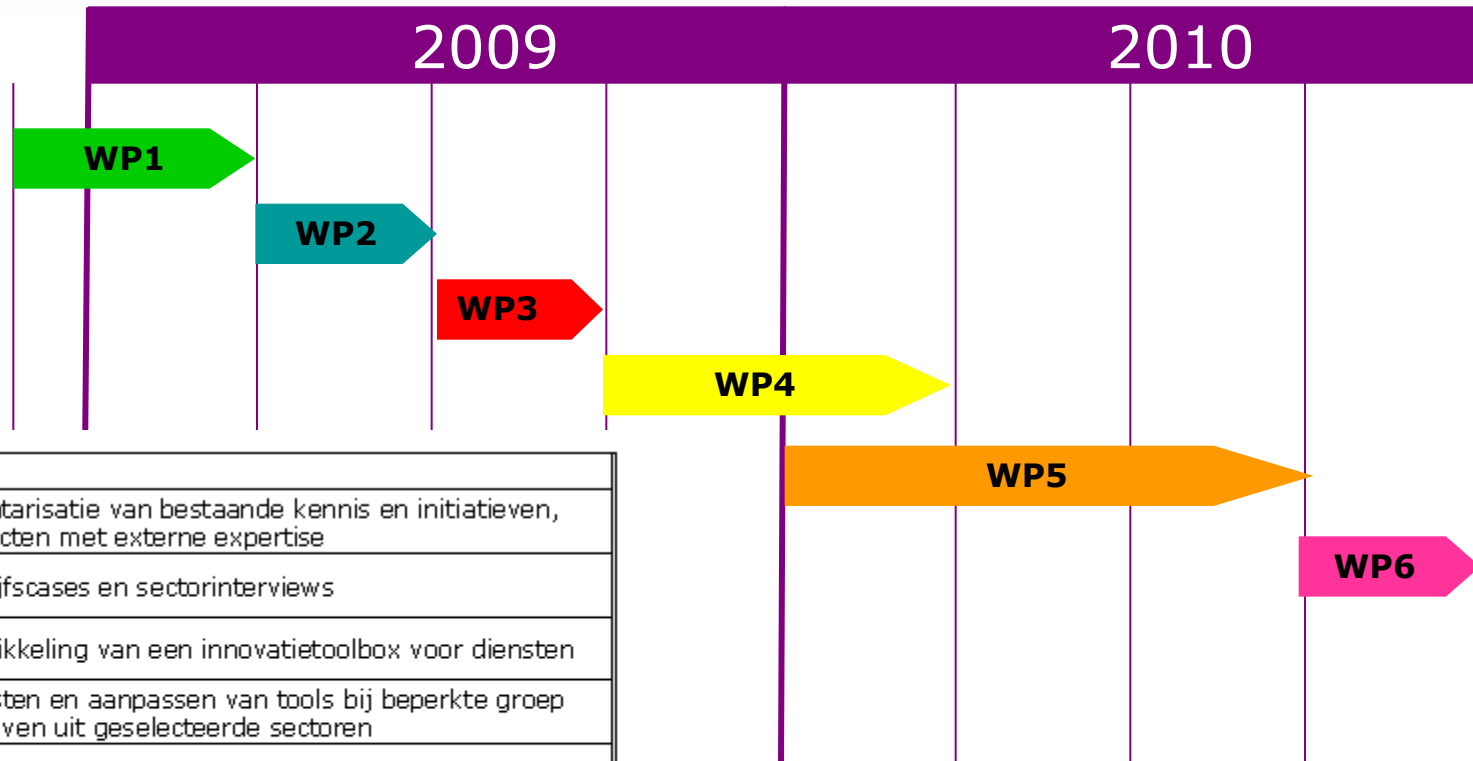 2009 2010
WP1
WP2
WP3
WP4
WP5
WP6
tarisatie van bestaande kennis en initiatieven,
cten met externe expertise
jfscases en sectorinterviews
ikkeling van een innovatietoolbox voor diensten
sten en aanpassen van tools bij beperkte groep
ven uit geselecteerde sectoren